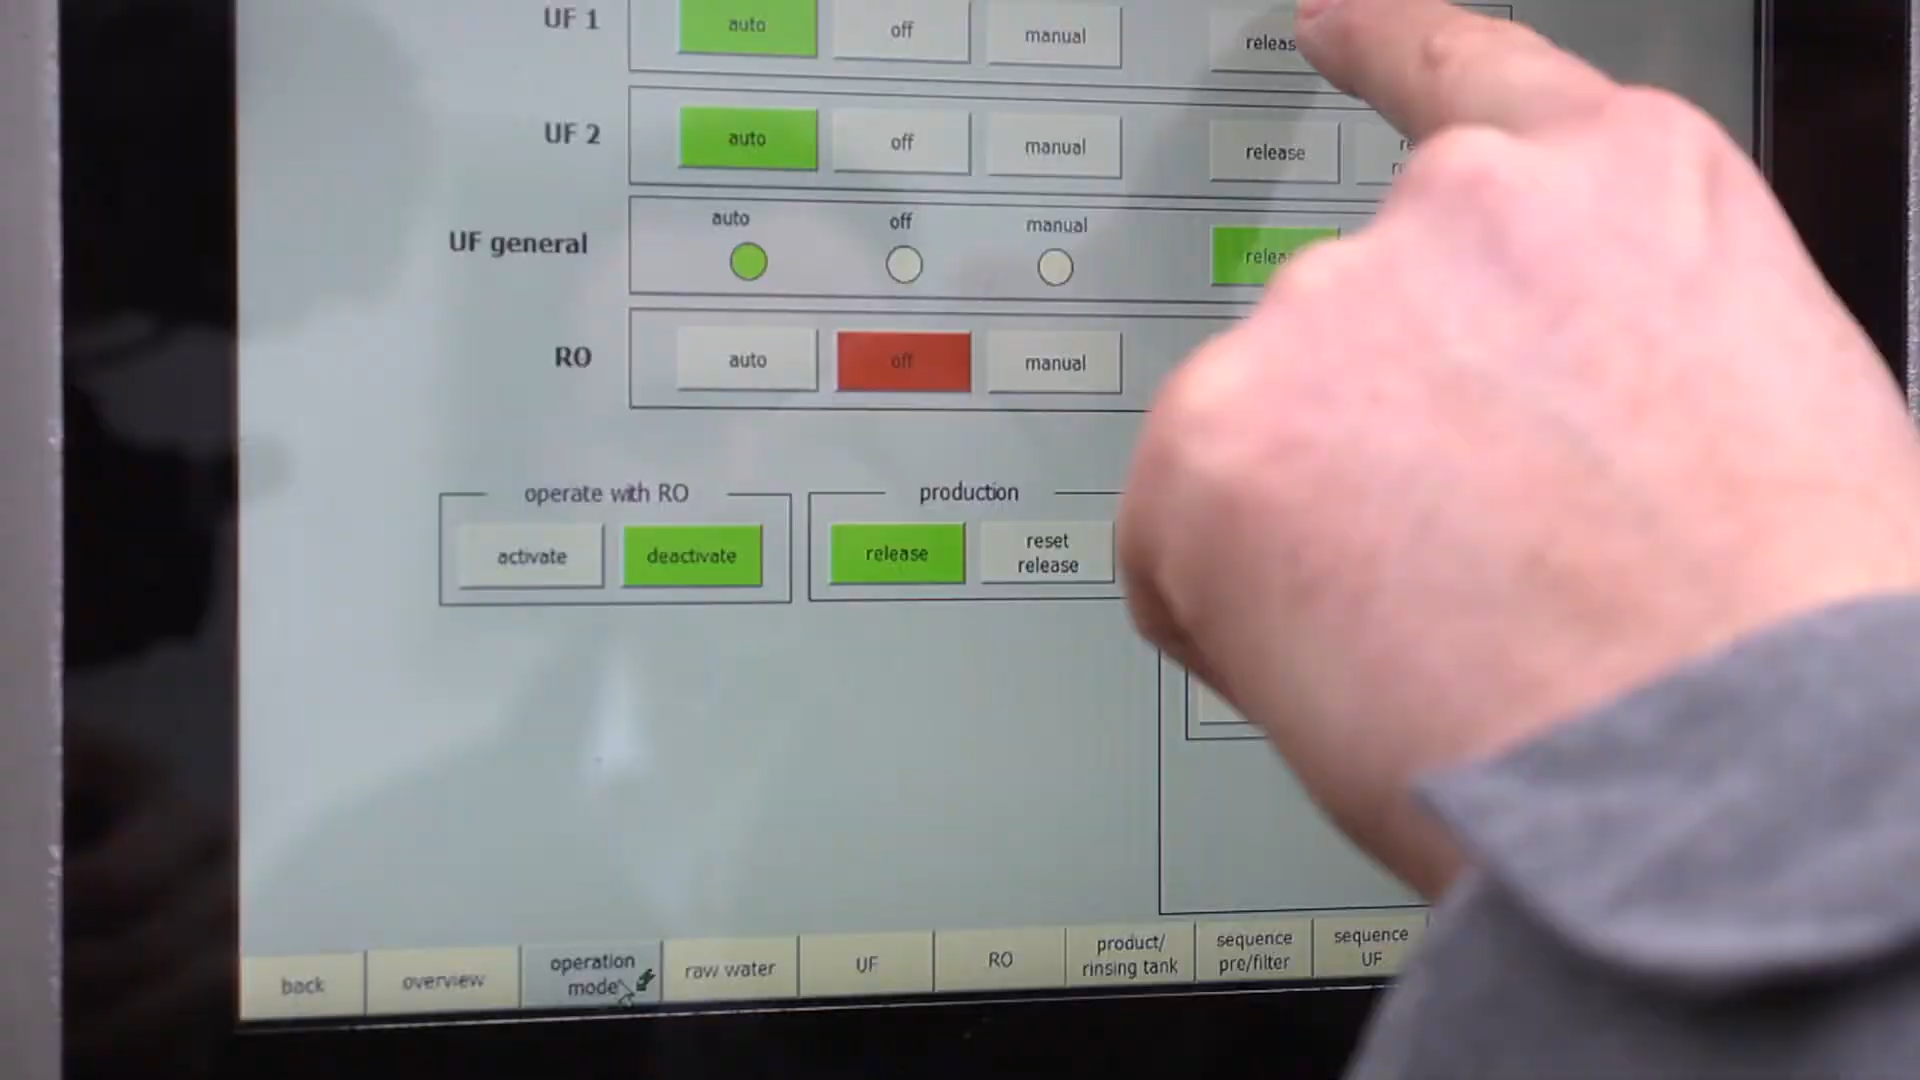 UF 1 auto off manual releas
UF 2 auto off manual release re
auto off manual
UF general relea
RO auto off manual
operate with RO production
activate deactivate release reset
release
back overview operation
mode raw water UF RO product/
rinsing tank sequence
pre/filter sequence
UF